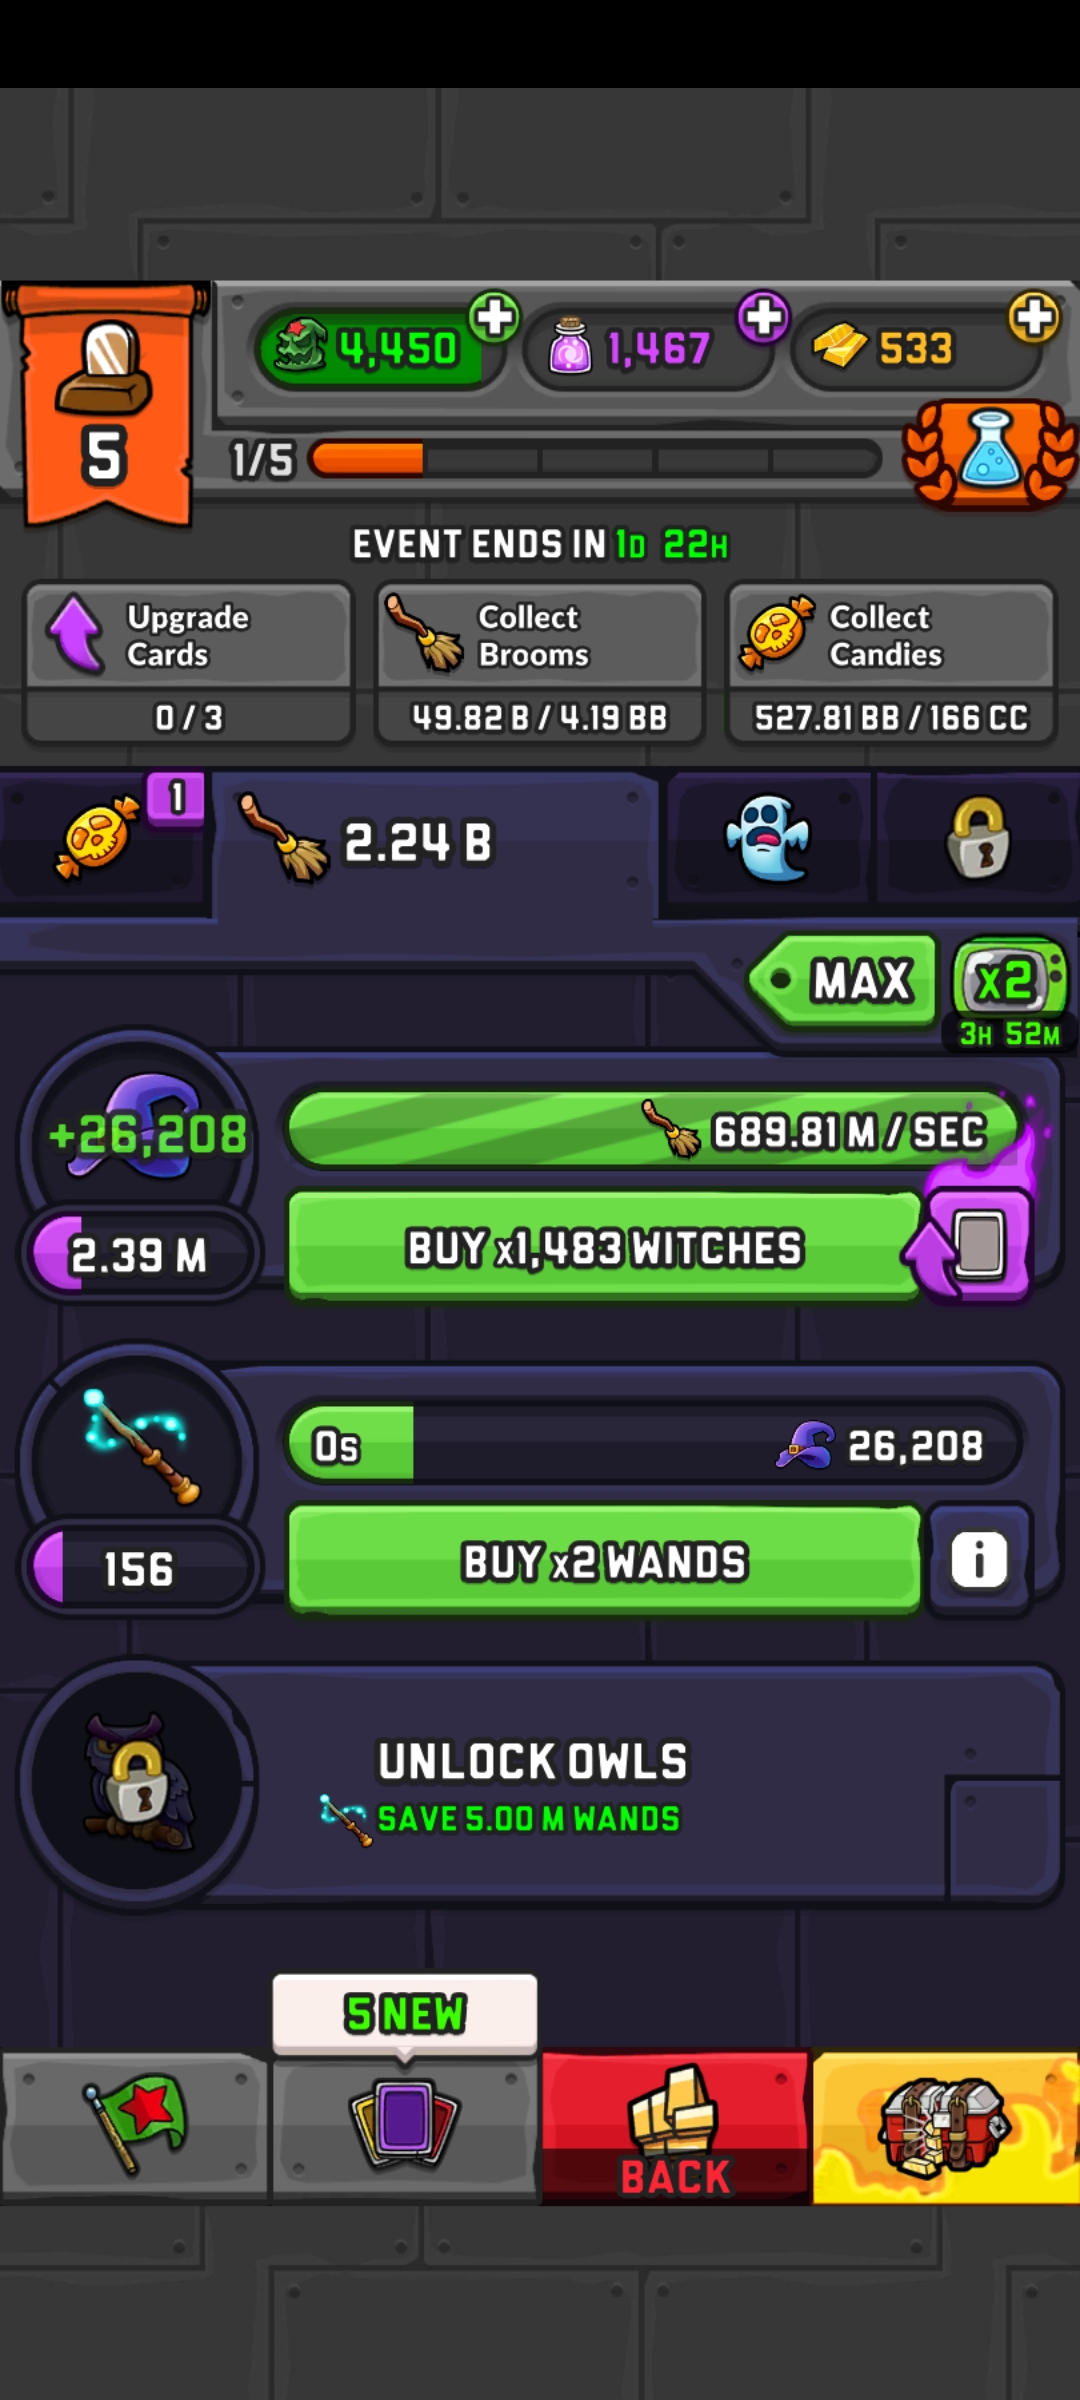 4,450
1,467
533
5
1/5
EVENT ENDS IN 1D 22H
Upgrade
Cards
0 / 3
Collect
Brooms
49.82 B / 4.19 BB
Collect
Candies
527.81 BB / 166 CC
1
2.24 B
MAX
x2
3H 52M
+26,208
689.81 M / SEC
2.39 M
BUY x1,483 WITCHES
0s
26,208
156
BUY x2 WANDS
i
UNLOCK OWLS
SAVE 5.00 M WANDS
5 NEW
BACK